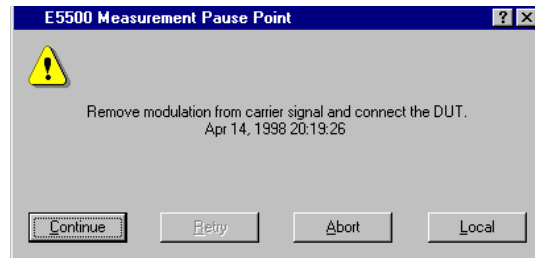 E5500 Measurement Pause Point
Remove modulation from carrier signal and connect the DUT.
Apr 14, 1998 20:19:26
Continue Retry Abort Local